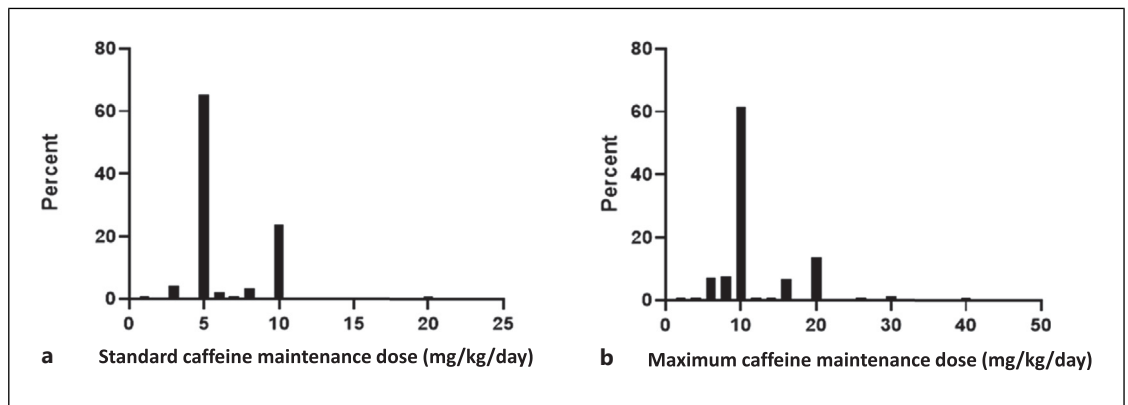 80
60
40
20
0
Percent
0 5 10 15 20 25
a Standard caffeine maintenance dose (mg/kg/day)
80
60
40
20
0
Percent
0 10 20 30 40 50
b Maximum caffeine maintenance dose (mg/kg/day)